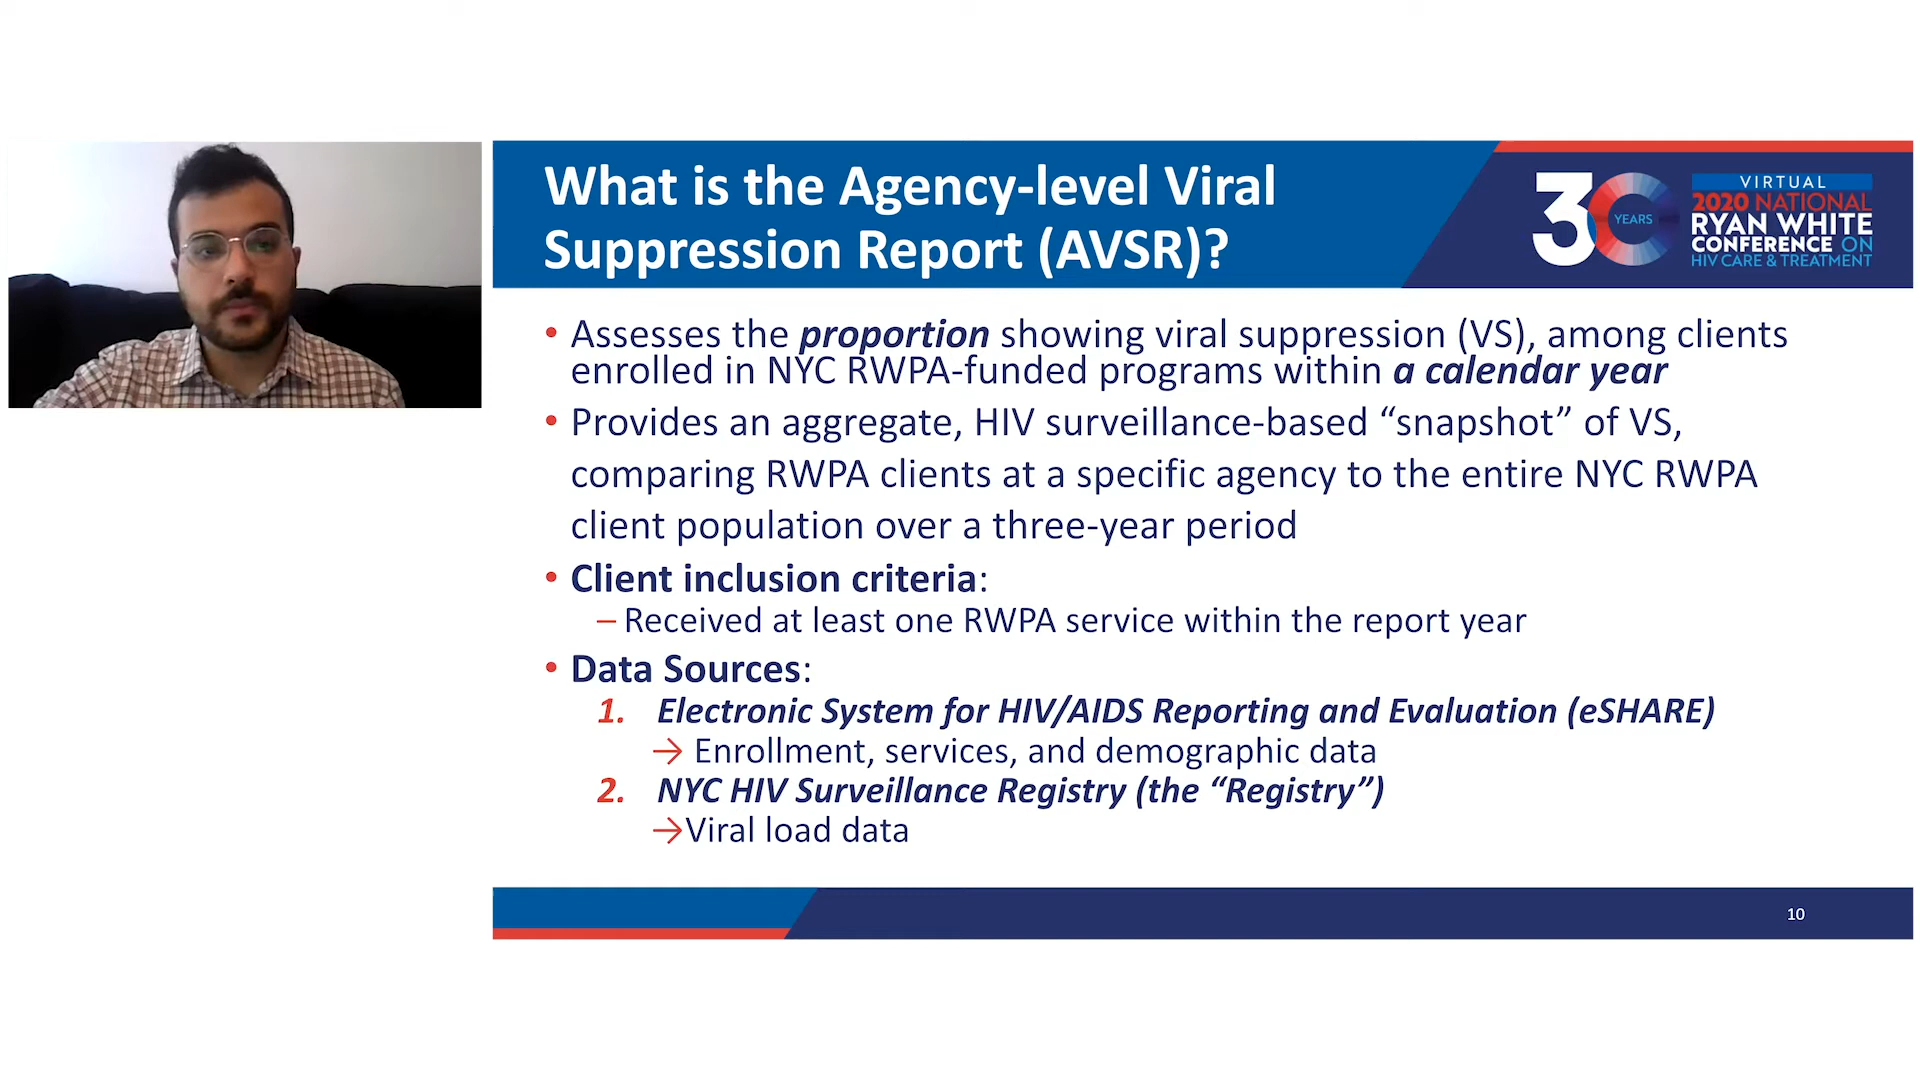 What is the Agency-level Viral
Suppression Report (AVSR)?
30
YEARS
VIRTUAL
2020 NATIONAL
RYAN WHITE
CONFERENCE ON
HIV CARE & TREATMENT
• Assesses the proportion showing viral suppression (VS), among clients
enrolled in NYC RWPA-funded programs within a calendar year
• Provides an aggregate, HIV surveillance-based “snapshot” of VS,
comparing RWPA clients at a specific agency to the entire NYC RWPA
client population over a three-year period
• Client inclusion criteria:
– Received at least one RWPA service within the report year
• Data Sources:
1. Electronic System for HIV/AIDS Reporting and Evaluation (eSHARE)
→ Enrollment, services, and demographic data
2. NYC HIV Surveillance Registry (the “Registry”)
→Viral load data
10